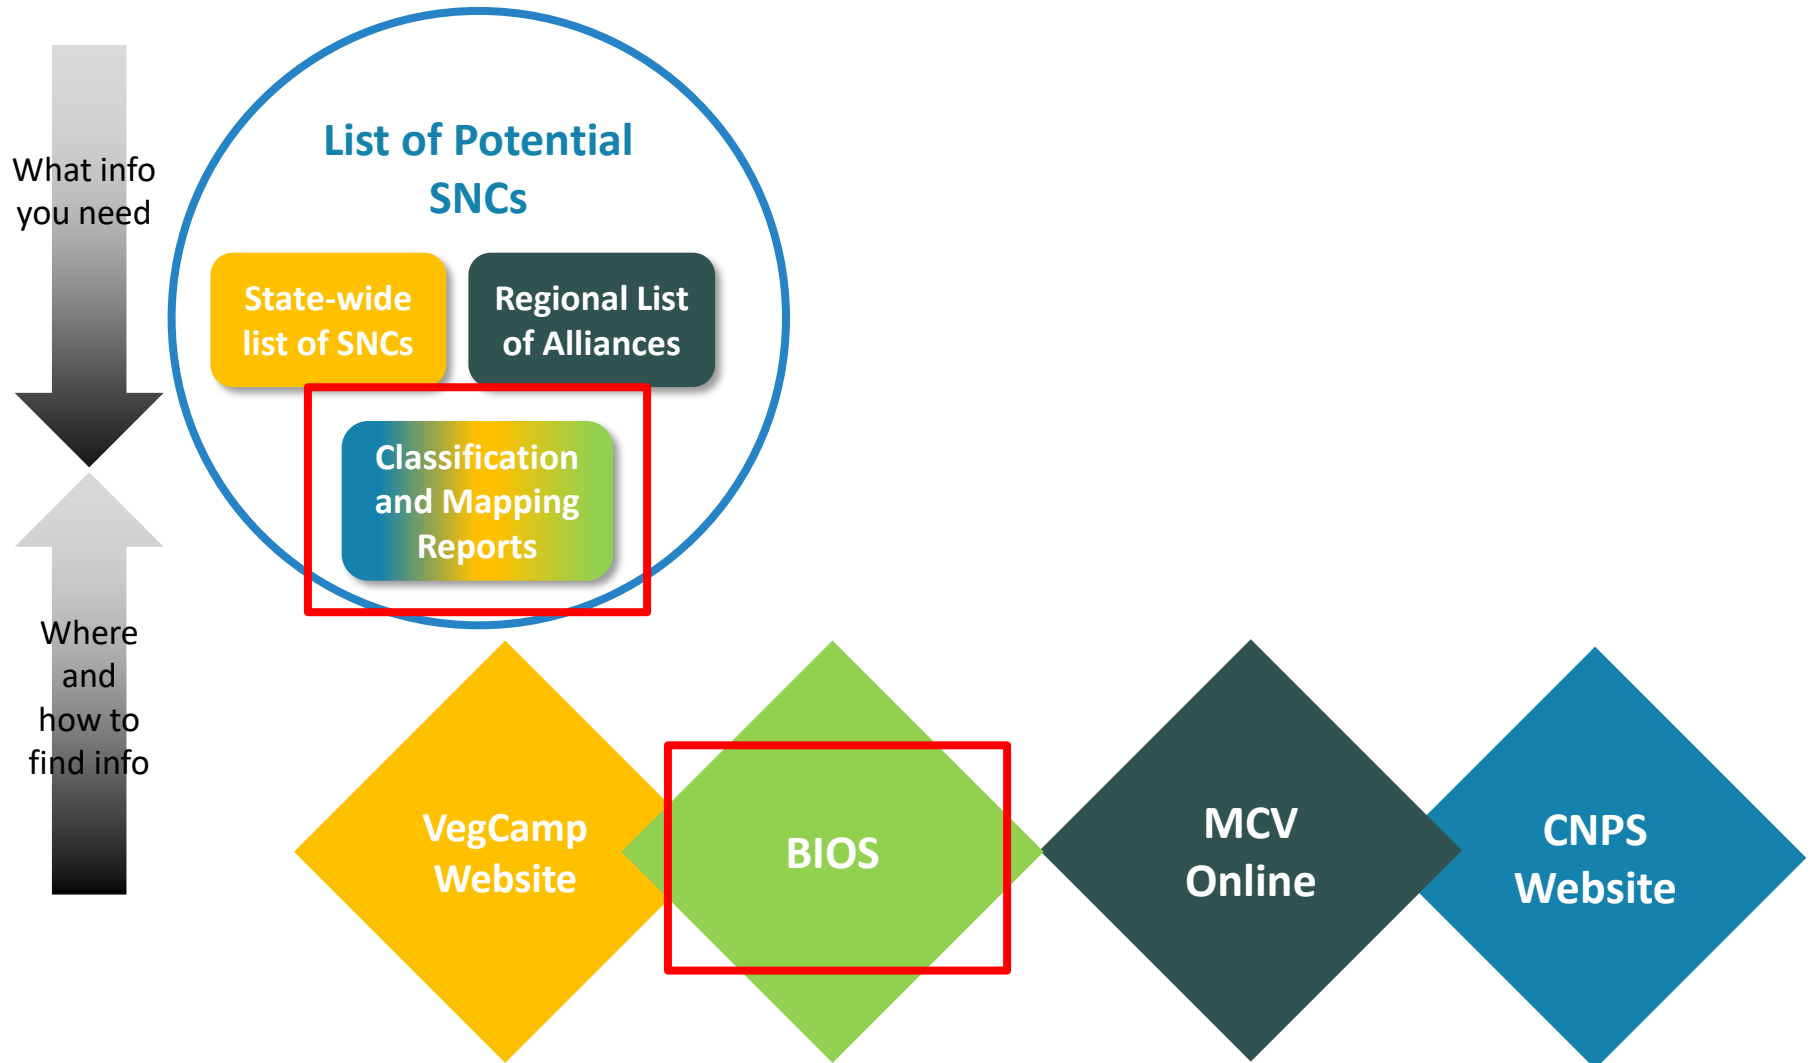 What info
you need
List of Potential
SNCs
State-wide
list of SNCs
Regional List
of Alliances
Classification
and Mapping
Reports
Where
and
how to
find info
VegCamp
Website
BIOS
MCV
Online
CNPS
Website